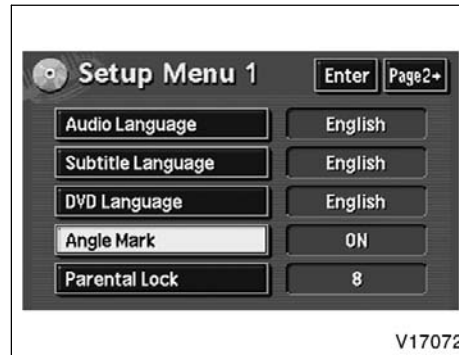 Setup Menu 1 Enter Page2→
Audio Language English
Subtitle Language English
DVD Language English
Angle Mark ON
Parental Lock 8
V17072